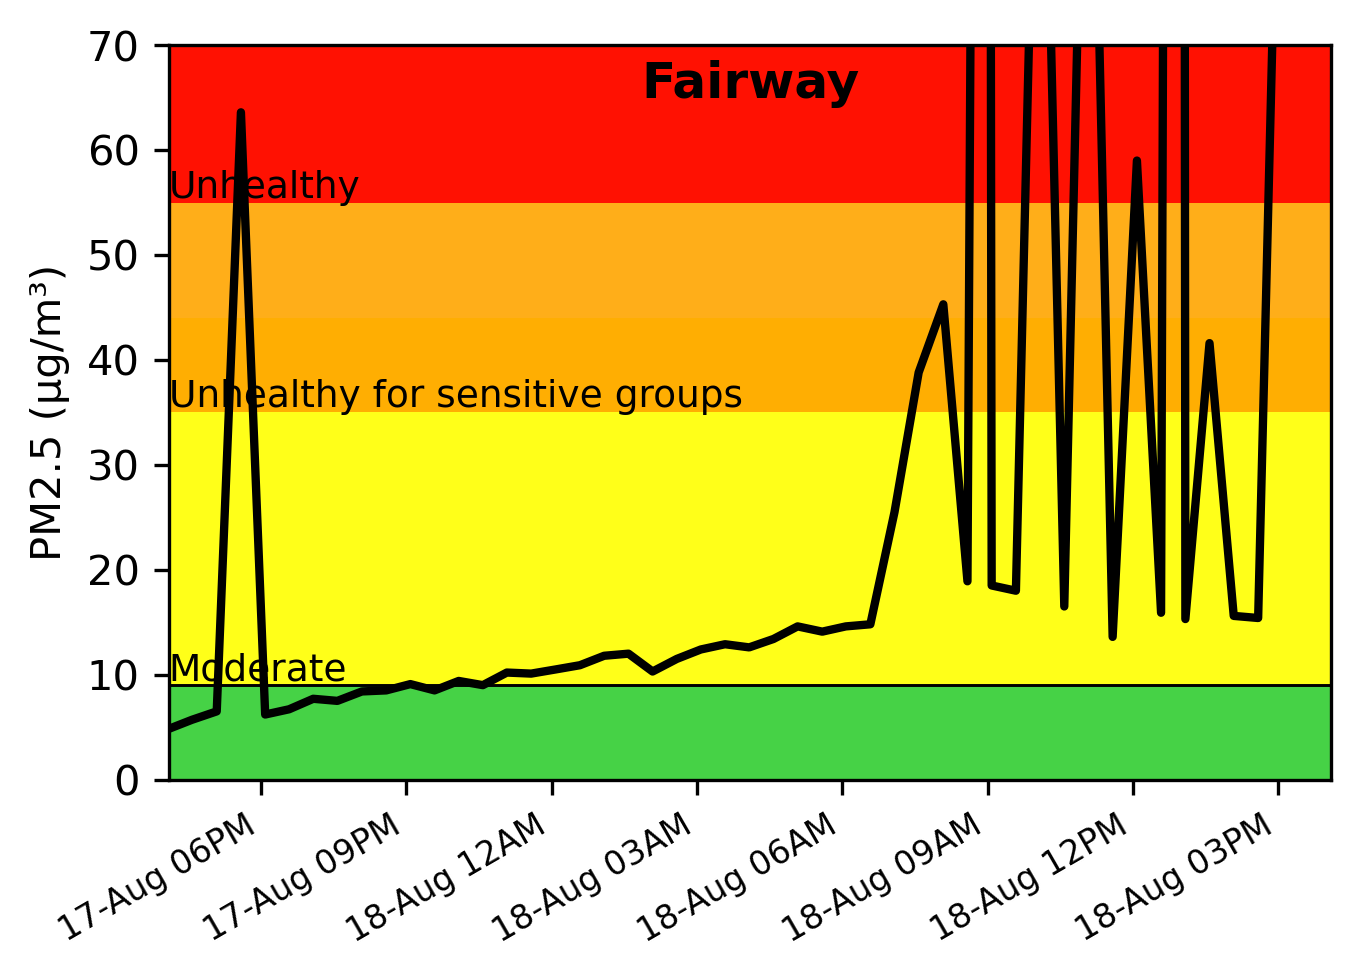 Fairway
70
60
50
40
30
20
10
0
PM2.5 (µg/m³)
Unhealthy
Unhealthy for sensitive groups
Moderate
17-Aug 06PM
17-Aug 09PM
18-Aug 12AM
18-Aug 03AM
18-Aug 06AM
18-Aug 09AM
18-Aug 12PM
18-Aug 03PM